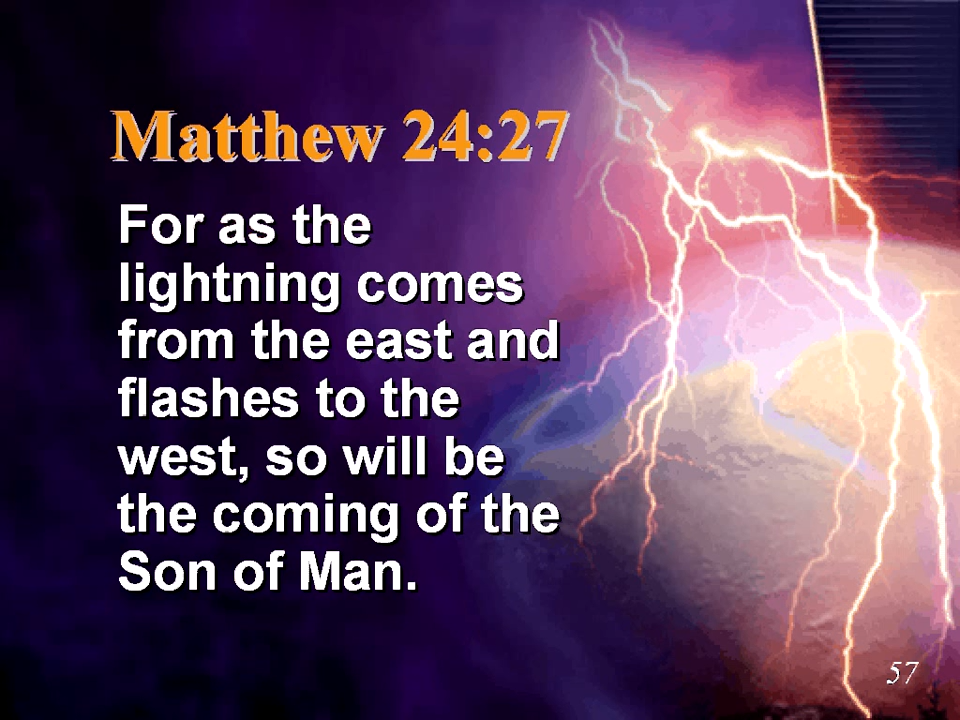 Matthew 24:27
For as the
lightning comes
from the east and
flashes to the
west, so will be
the coming of the
Son of Man.
57